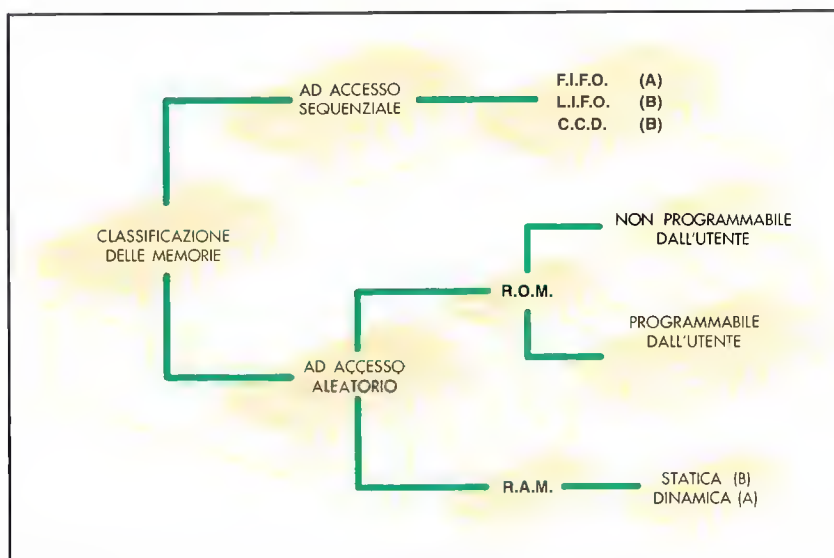 AD ACCESSO
SEQUENZIALE
F.I.F.O. (A)
L.I.F.O. (B)
C.C.D. (B)
CLASSIFICAZIONE
DELLE MEMORIE
NON PROGRAMMABILE
DALL'UTENTE
R.O.M.
PROGRAMMABILE
DALL'UTENTE
AD ACCESSO
ALEATORIO
R.A.M.
STATICA (B)
DINAMICA (A)